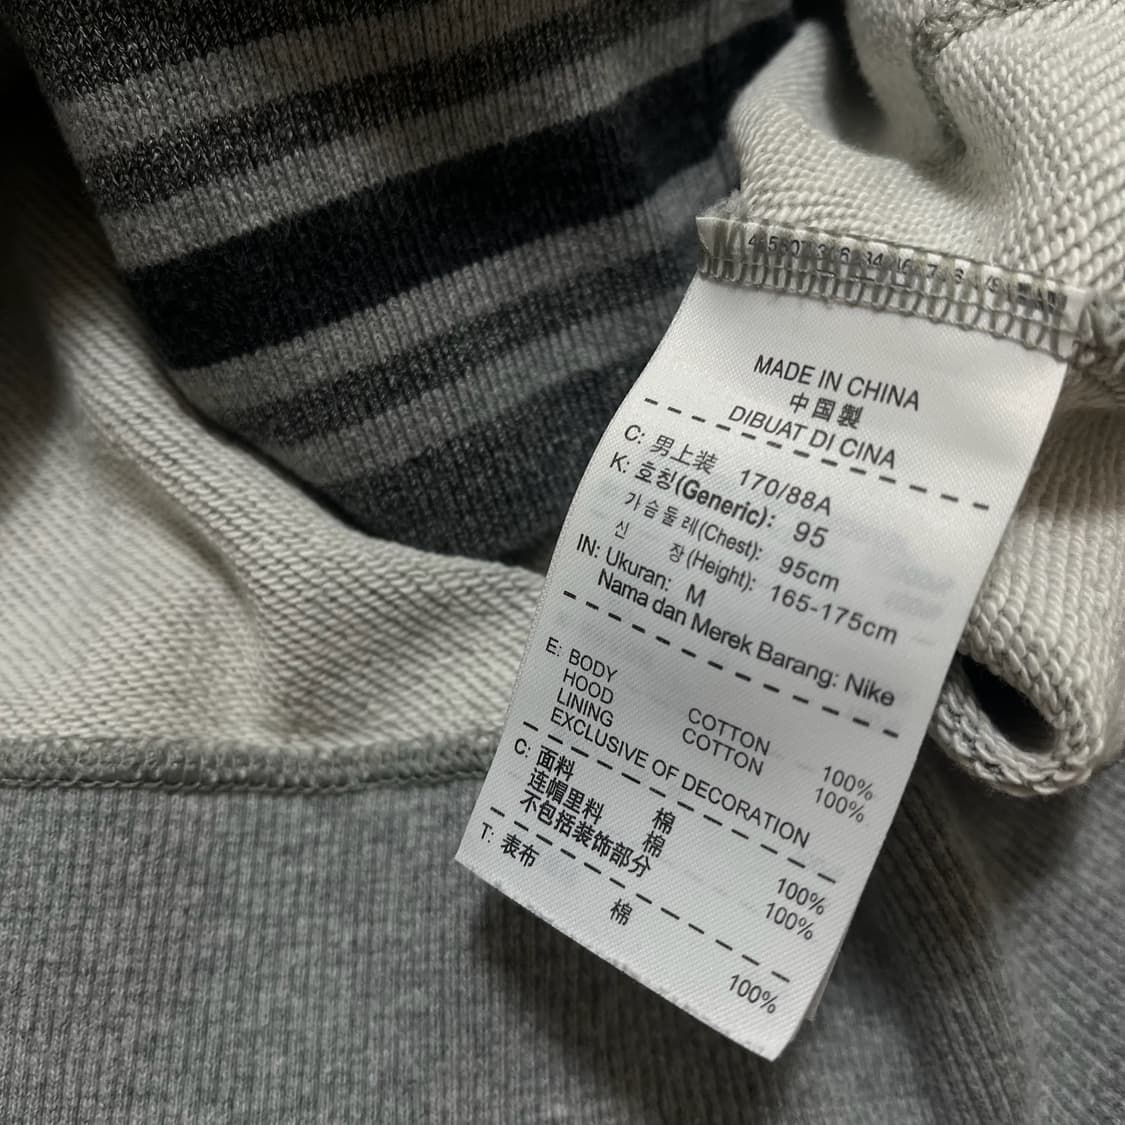 MADE IN CHINA
中国製
DIBUAT DI CINA
C: 男上装 170/88A
K: 호칭(Generic): 95
가슴둘레(Chest): 95cm
신 장(Height): 165-175cm
IN: Ukuran: M
Nama dan Merek Barang: Nike
E: BODY COTTON 100%
HOOD
LINING COTTON 100%
EXCLUSIVE OF DECORATION
C: 面料 棉 100%
连帽里料 棉 100%
不包括装饰部分
T: 表布 棉 100%